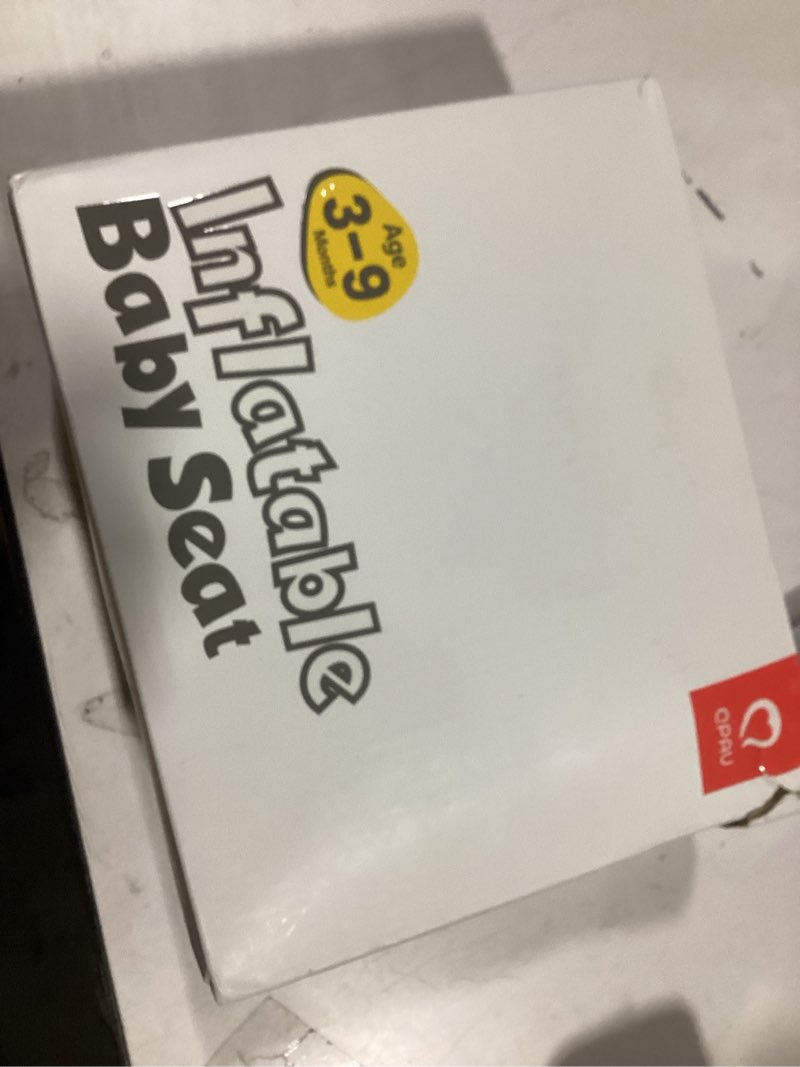 QPAU
Age
3-9
Months
Inflatable
Baby Seat